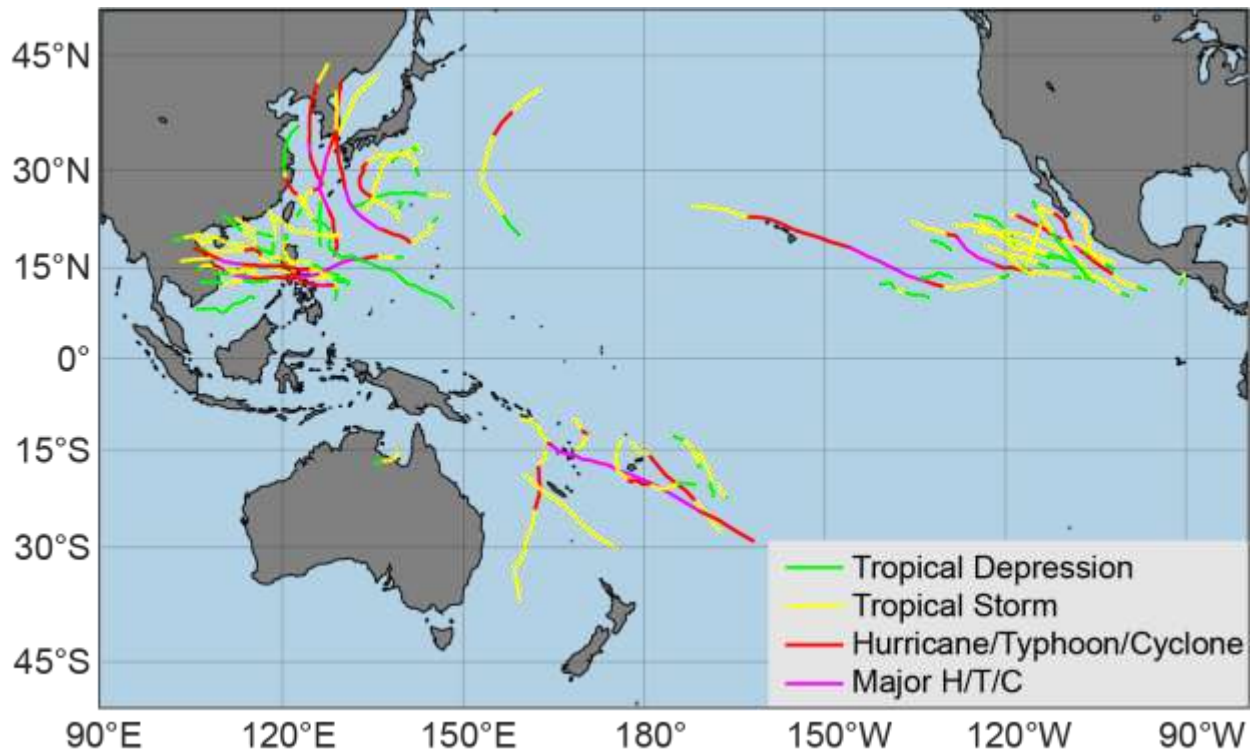 45°N
30°N
15°N
0°
15°S
30°S
45°S
90°E 120°E 150°E 180° 150°W 120°W 90°W
Tropical Depression
Tropical Storm
Hurricane/Typhoon/Cyclone
Major H/T/C